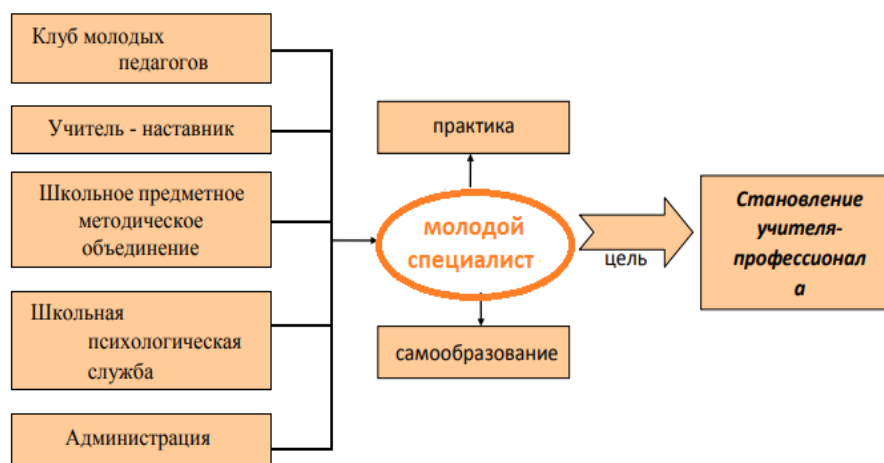 Клуб молодых
педагогов
Учитель - наставник
Школьное предметное
методическое
объединение
Школьная
психологическая
служба
Администрация
практика
молодой
специалист
самообразование
цель
Становление
учителя-
профессионал
а